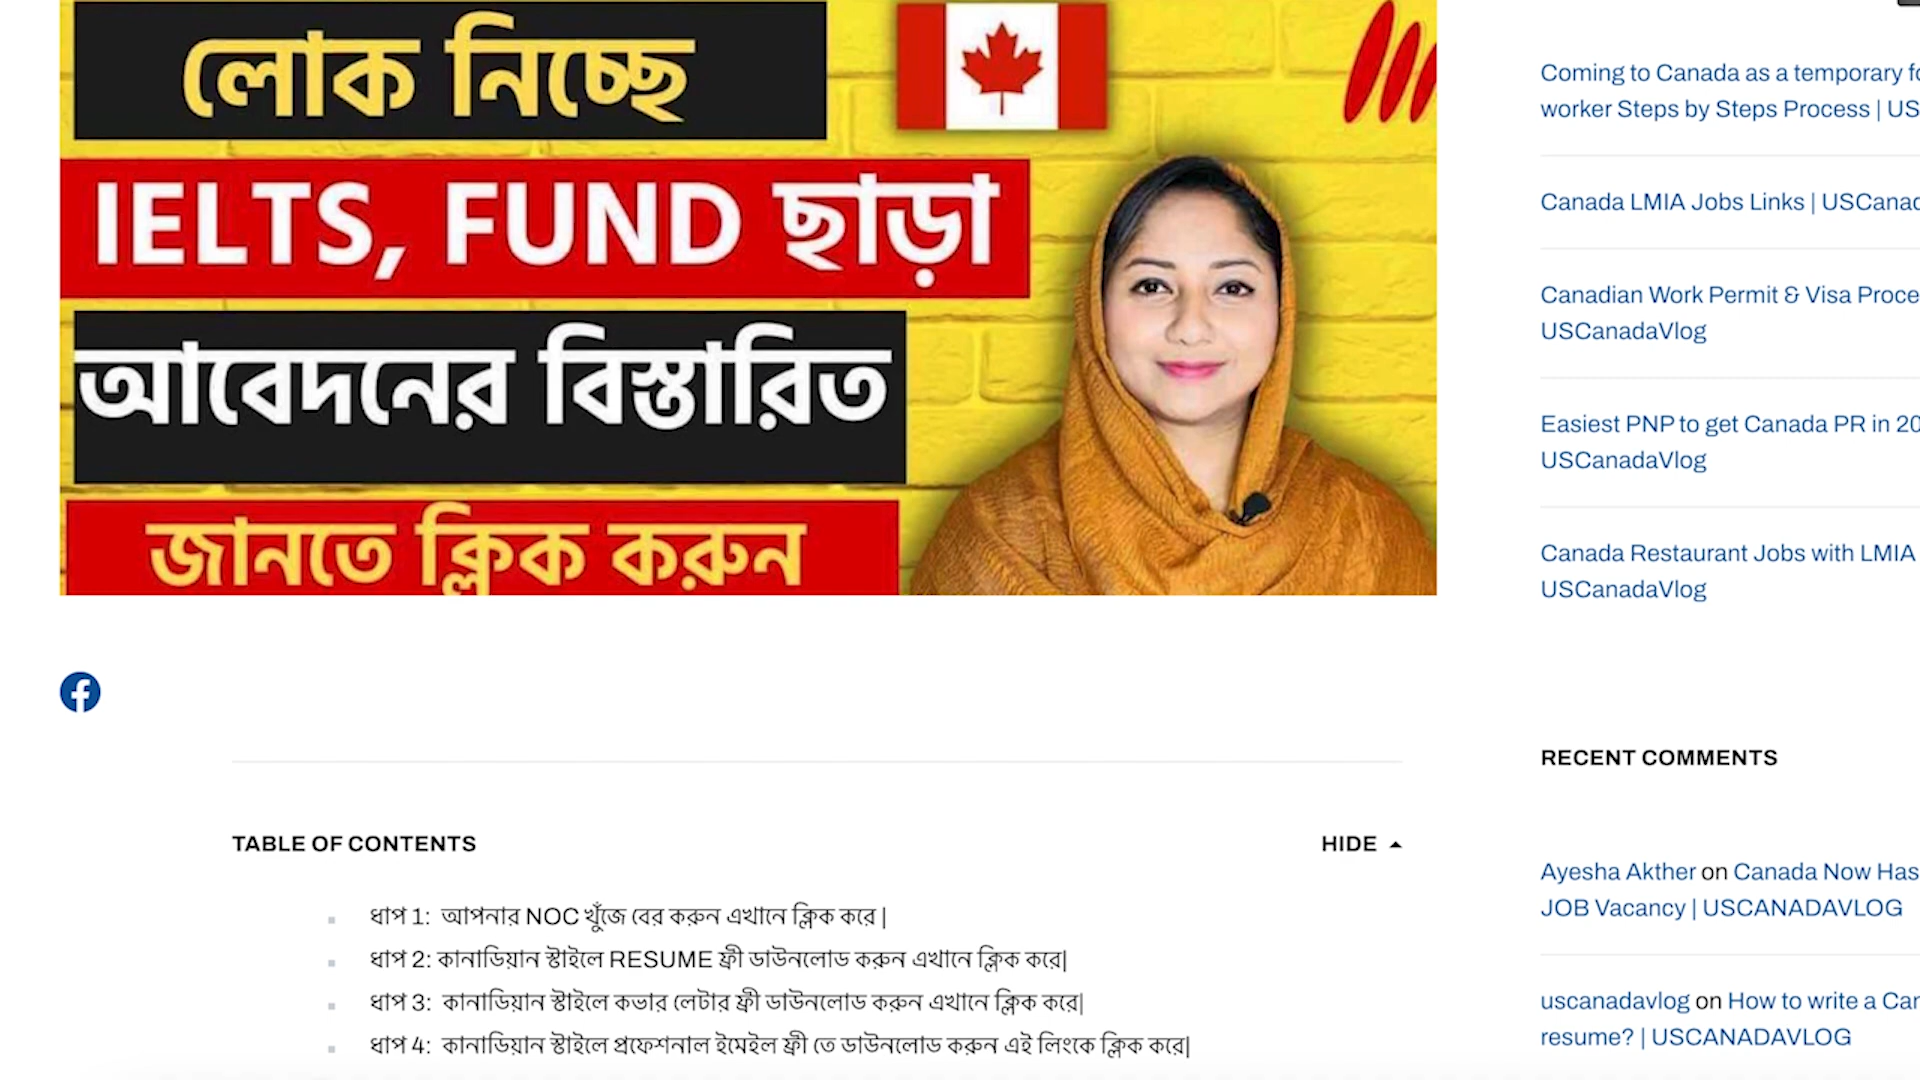 লোক নিচ্ছে
IELTS, FUND ছাড়া
আবেদনের বিস্তারিত
জানতে ক্লিক করুন
TABLE OF CONTENTS
HIDE
ধাপ 1: আপনার NOC খুঁজে বের করুন এখানে ক্লিক করে |
ধাপ 2: কানাডিয়ান স্টাইলে RESUME ফ্রী ডাউনলোড করুন এখানে ক্লিক করে|
ধাপ 3: কানাডিয়ান স্টাইলে কভার লেটার ফ্রী ডাউনলোড করুন এখানে ক্লিক করে|
ধাপ 4: কানাডিয়ান স্টাইলে প্রফেশনাল ইমেইল ফ্রী তে ডাউনলোড করুন এই লিংকে ক্লিক করে|
Coming to Canada as a temporary
worker Steps by Steps Process | US
Canada LMIA Jobs Links | USCanad
Canadian Work Permit & Visa Proce
USCanadaVlog
Easiest PNP to get Canada PR in 20
USCanadaVlog
Canada Restaurant Jobs with LMIA
USCanadaVlog
RECENT COMMENTS
Ayesha Akther on Canada Now Has
JOB Vacancy | USCANADAVLOG
uscanadavlog on How to write a Can
resume? | USCANADAVLOG